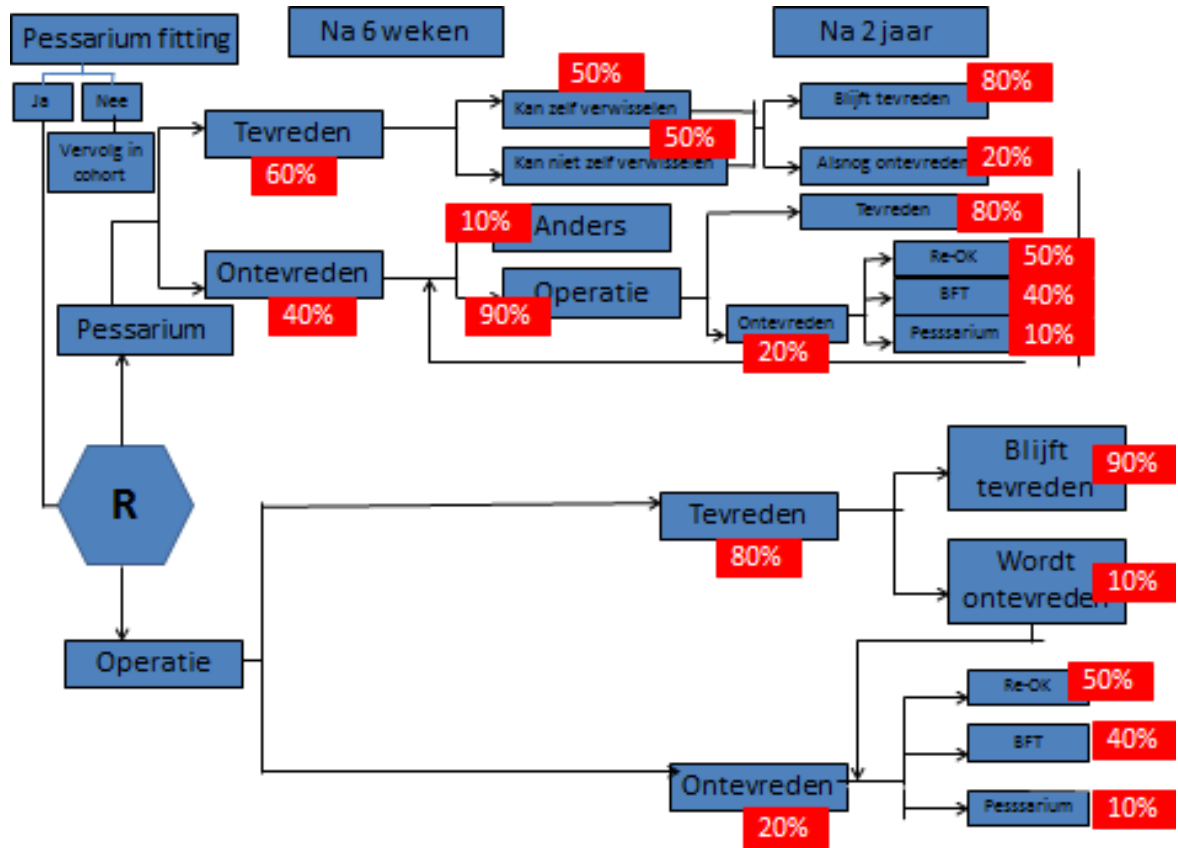 Pessarium fitting
Na 6 weken
Na 2 jaar
Ja
Nee
Vervolg in
cohort
Tevreden
60%
50%
Kan zelf verwisselen
50%
Kan niet zelf verwisselen
80%
Blijft tevreden
Alsnog ontevreden
20%
Tevreden
80%
10%
Anders
Ontevreden
40%
Operatie
90%
Re-OK
50%
BFT
40%
Pesssarium
10%
Ontevreden
20%
Pessarium
R
Operatie
Tevreden
80%
Blijft
tevreden
90%
Wordt
ontevreden
10%
Ontevreden
20%
Re-OK
50%
BFT
40%
Pesssarium
10%